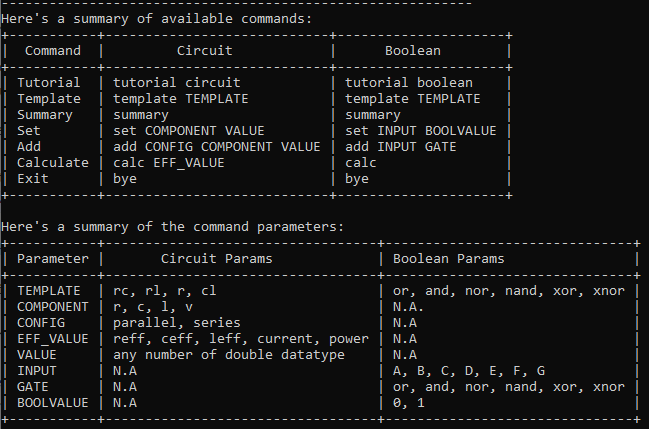 -----------------------------------------------------------
Here's a summary of available commands:
+-----------+----------------------------+---------------------+
|  Command  |         Circuit            |      Boolean        |
+-----------+----------------------------+---------------------+
| Tutorial  | tutorial circuit           | tutorial boolean    |
| Template  | template TEMPLATE          | template TEMPLATE   |
| Summary   | summary                    | summary             |
| Set       | set COMPONENT VALUE        | set INPUT BOOLVALUE |
| Add       | add CONFIG COMPONENT VALUE | add INPUT GATE      |
| Calculate | calc EFF_VALUE             | calc                |
| Exit      | bye                        | bye                 |
+-----------+----------------------------+---------------------+
Here's a summary of the command parameters:
+-----------+----------------------------------+-------------------------------+
| Parameter |       Circuit Params             | Boolean Params                |
+-----------+----------------------------------+-------------------------------+
| TEMPLATE  | rc, rl, r, cl                    | or, and, nor, nand, xor, xnor |
| COMPONENT | r, c, l, v                       | N.A.                          |
| CONFIG    | parallel, series                 | N.A                           |
| EFF_VALUE | reff, ceff, leff, current, power | N.A                           |
| VALUE     | any number of double datatype    | N.A                           |
| INPUT     | N.A                              | A, B, C, D, E, F, G           |
| GATE      | N.A                              | or, and, nor, nand, xor, xnor |
| BOOLVALUE | N.A                              | 0, 1                          |
+-----------+----------------------------------+-------------------------------+